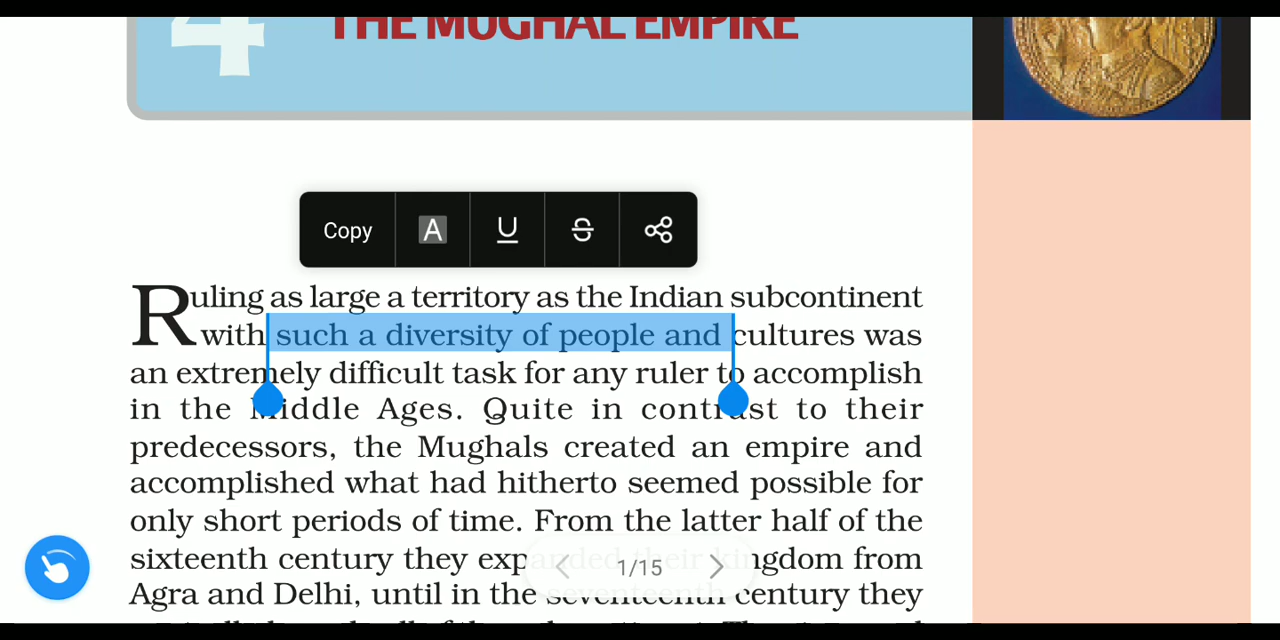 4
THE MUGHAL EMPIRE
Copy A U S
Ruling as large a territory as the Indian subcontinent
with such a diversity of people and cultures was
an extremely difficult task for any ruler to accomplish
in the Middle Ages. Quite in contrast to their
predecessors, the Mughals created an empire and
accomplished what had hitherto seemed possible for
only short periods of time. From the latter half of the
sixteenth century they expanded their kingdom from
1/15
Agra and Delhi, until in the seventeenth century they